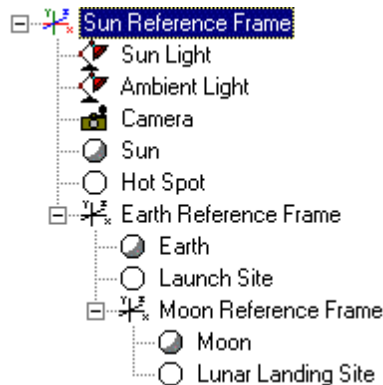 Sun Reference Frame
Sun Light
Ambient Light
Camera
Sun
Hot Spot
Earth Reference Frame
Earth
Launch Site
Moon Reference Frame
Moon
Lunar Landing Site